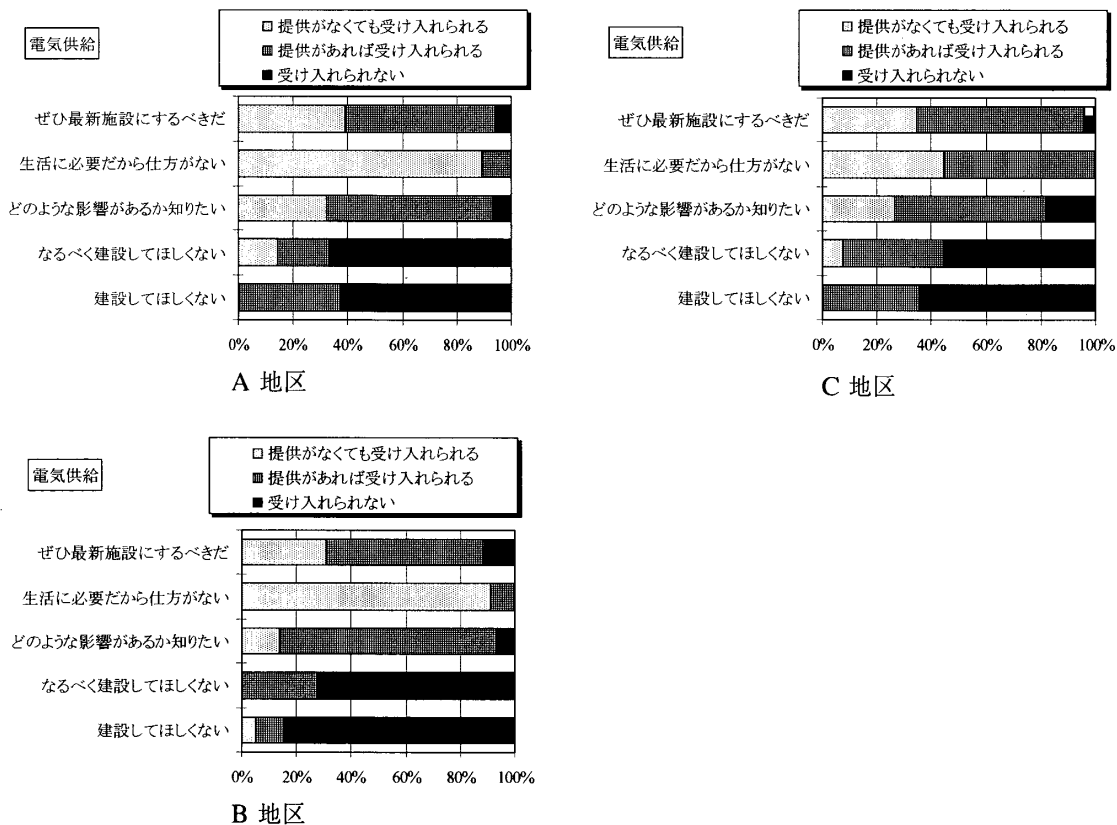 電気供給
提供がなくても受け入れられる
提供があれば受け入れられる
受け入れられない
ぜひ最新施設にするべきだ
生活に必要だから仕方がない
どのような影響があるか知りたい
なるべく建設してほしくない
建設してほしくない
0% 20% 40% 60% 80% 100%
A 地区
電気供給
提供がなくても受け入れられる
提供があれば受け入れられる
受け入れられない
ぜひ最新施設にするべきだ
生活に必要だから仕方がない
どのような影響があるか知りたい
なるべく建設してほしくない
建設してほしくない
0% 20% 40% 60% 80% 100%
C 地区
電気供給
提供がなくても受け入れられる
提供があれば受け入れられる
受け入れられない
ぜひ最新施設にするべきだ
生活に必要だから仕方がない
どのような影響があるか知りたい
なるべく建設してほしくない
建設してほしくない
0% 20% 40% 60% 80% 100%
B 地区